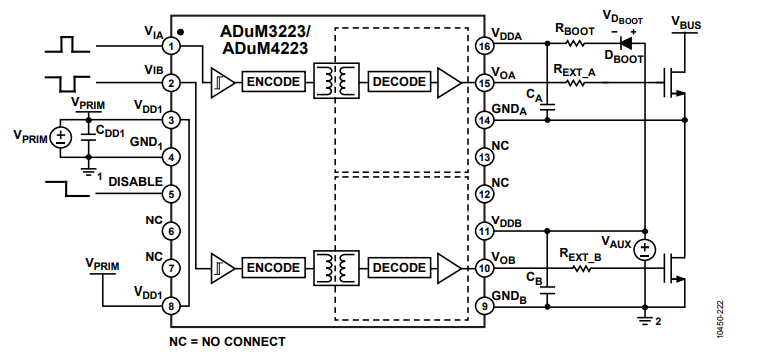 ADuM3223/
ADuM4223
VIA
1
VIB
2
VPRIM
VDD1
3
VPRIM
CDD1
GND1
4
1
DISABLE
5
NC
6
NC
7
VPRIM
VDD1
8
ENCODE
DECODE
ENCODE
DECODE
16
VDDA
RBOOT
VDBOOT
– +
DBOOT
VBUS
15
VOA
REXT_A
CA
14
GNDA
13
NC
12
NC
11
VDDB
VAUX
10
VOB
REXT_B
CB
9
GNDB
2
NC = NO CONNECT
10450-222